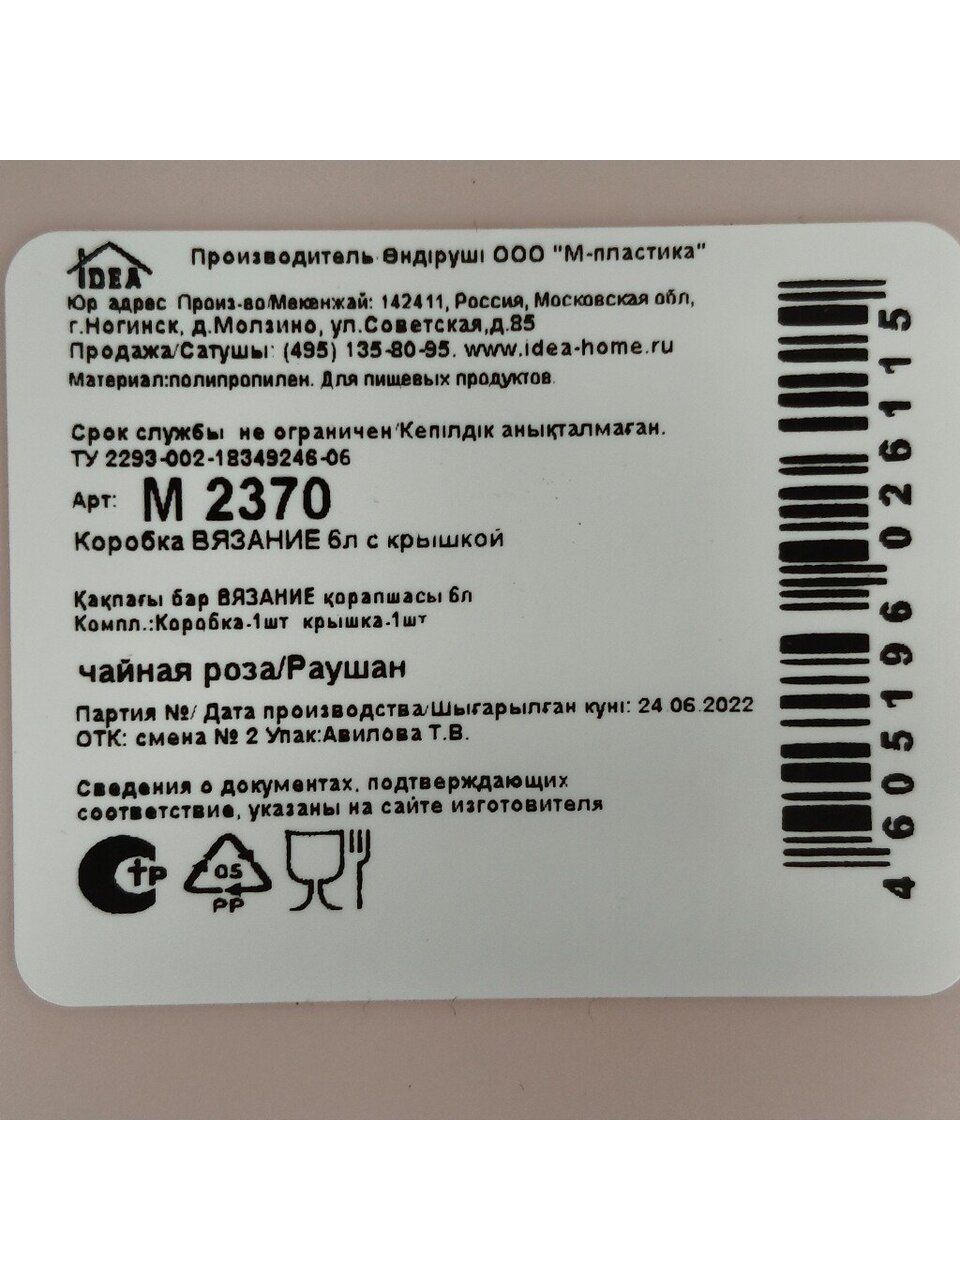 IDEA
Производитель Өндіруші ООО "М-пластика"
Юр адрес Произ-во/Мекенжай: 142411, Россия, Московская обл,
г.Ногинск, д.Молзино, ул.Советская,д.85
Продажа/Сатушы: (495) 135-80-95. www.idea-home.ru
Материал:полипропилен. Для пищевых продуктов.
Срок службы не ограничен/Кепілдік анықталмаған.
ТУ 2293-002-18349246-06
Арт: М 2370
Коробка ВЯЗАНИЕ 6л с крышкой
Қақпағы бар ВЯЗАНИЕ қорапшасы 6л
Компл.:Коробка-1шт крышка-1шт
чайная роза/Раушан
Партия №/ Дата производства/Шығарылған күні: 24.06.2022
ОТК: смена № 2 Упак:Авилова Т.В.
Сведения о документах, подтверждающих
соответствие, указаны на сайте изготовителя
СТР
05
PP
4605196026115